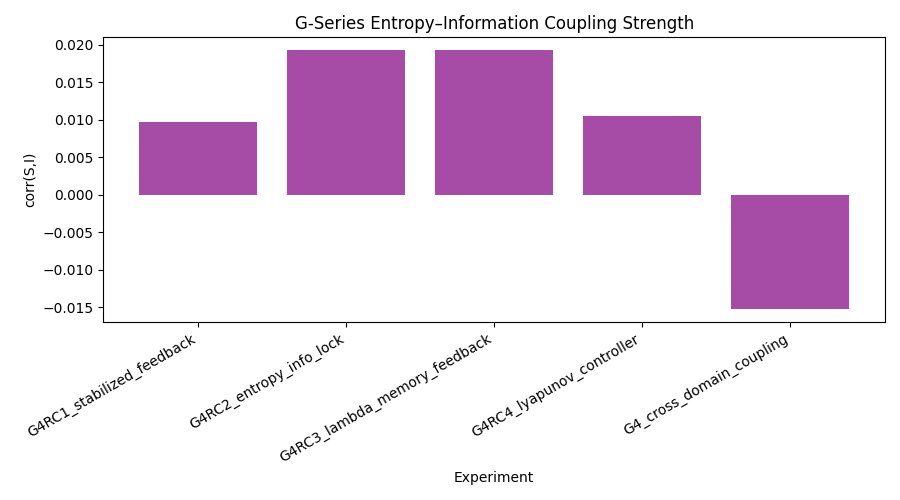 G-Series Entropy–Information Coupling Strength
0.020
0.015
0.010
0.005
0.000
−0.005
−0.010
−0.015
corr(S,I)
G4RC1_stabilized_feedback
G4RC2_entropy_info_lock
G4RC3_lambda_memory_feedback
G4RC4_lyapunov_controller
G4_cross_domain_coupling
Experiment